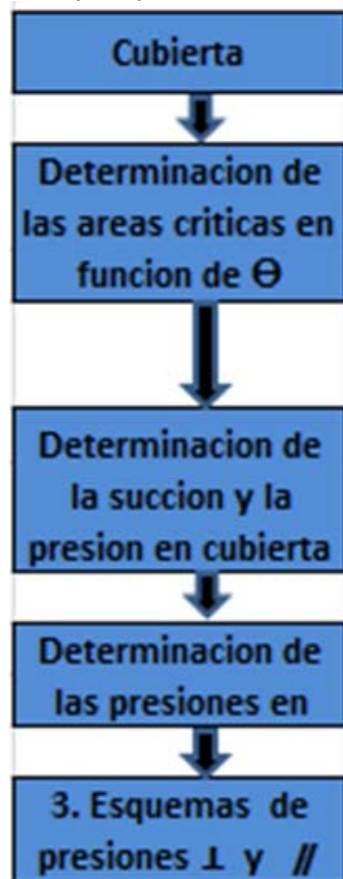 Cubierta
Determinacion de
las areas criticas en
función de Θ
Determinacion de
la succion y la
presion en cubierta
Determinacion de
las presiones en
3. Esquemas de
presiones ⊥ y //